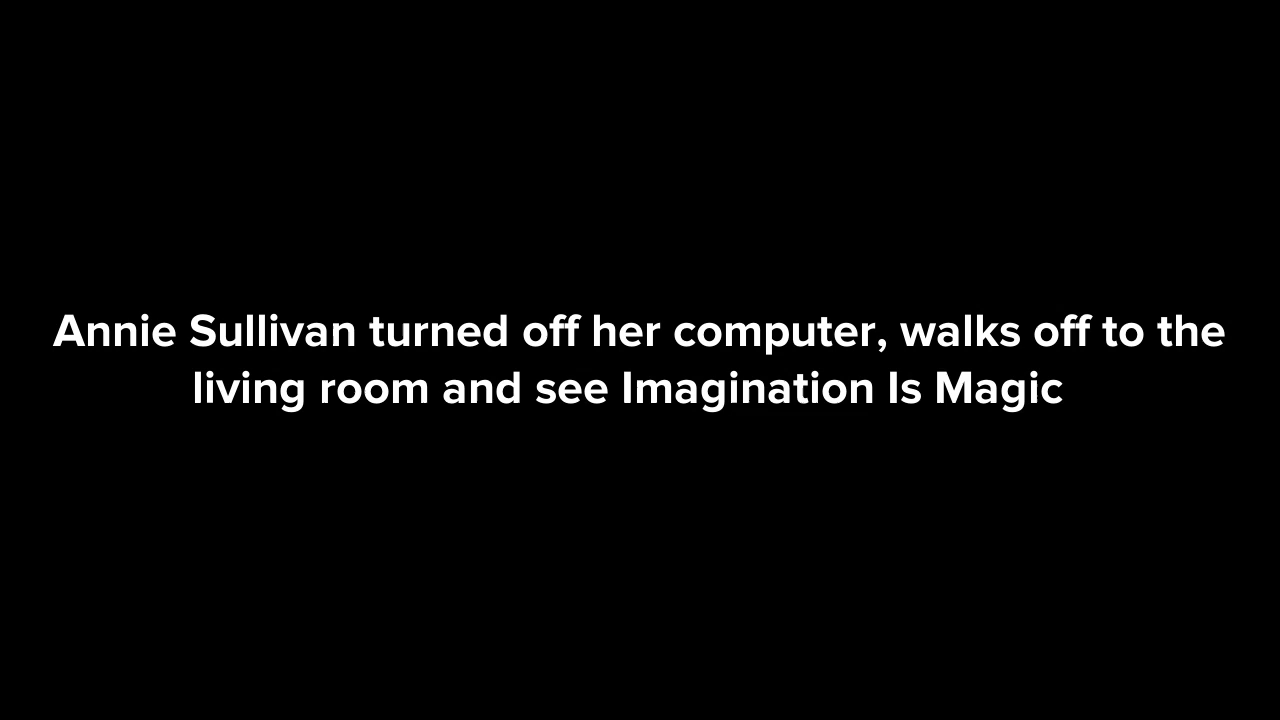 Annie Sullivan turned off her computer, walks off to the
living room and see Imagination Is Magic